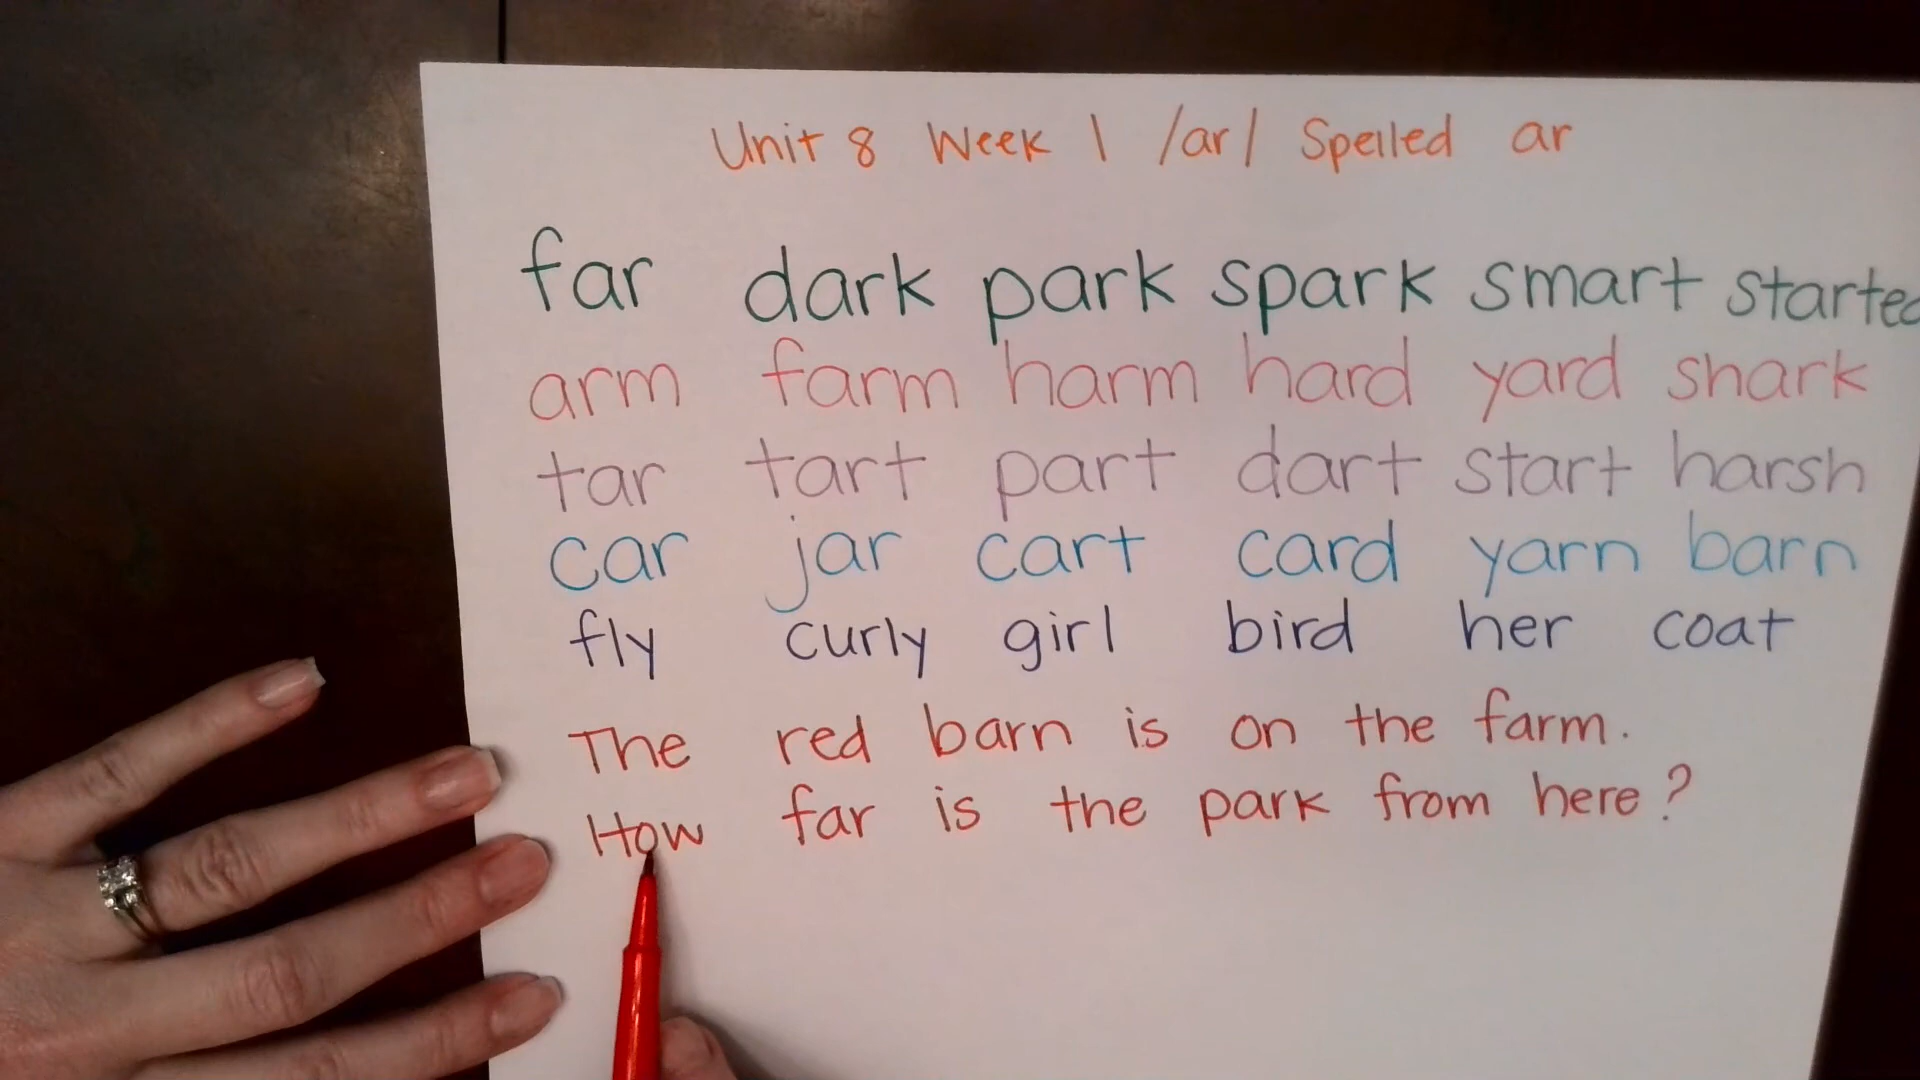 Unit 8 Week 1 /ar/ Spelled ar
far dark park spark smart started
arm farm harm hard yard shark
tar tart part dart start harsh
car jar cart card yarn barn
fly curly girl bird her coat
The red barn is on the farm.
How far is the park from here?